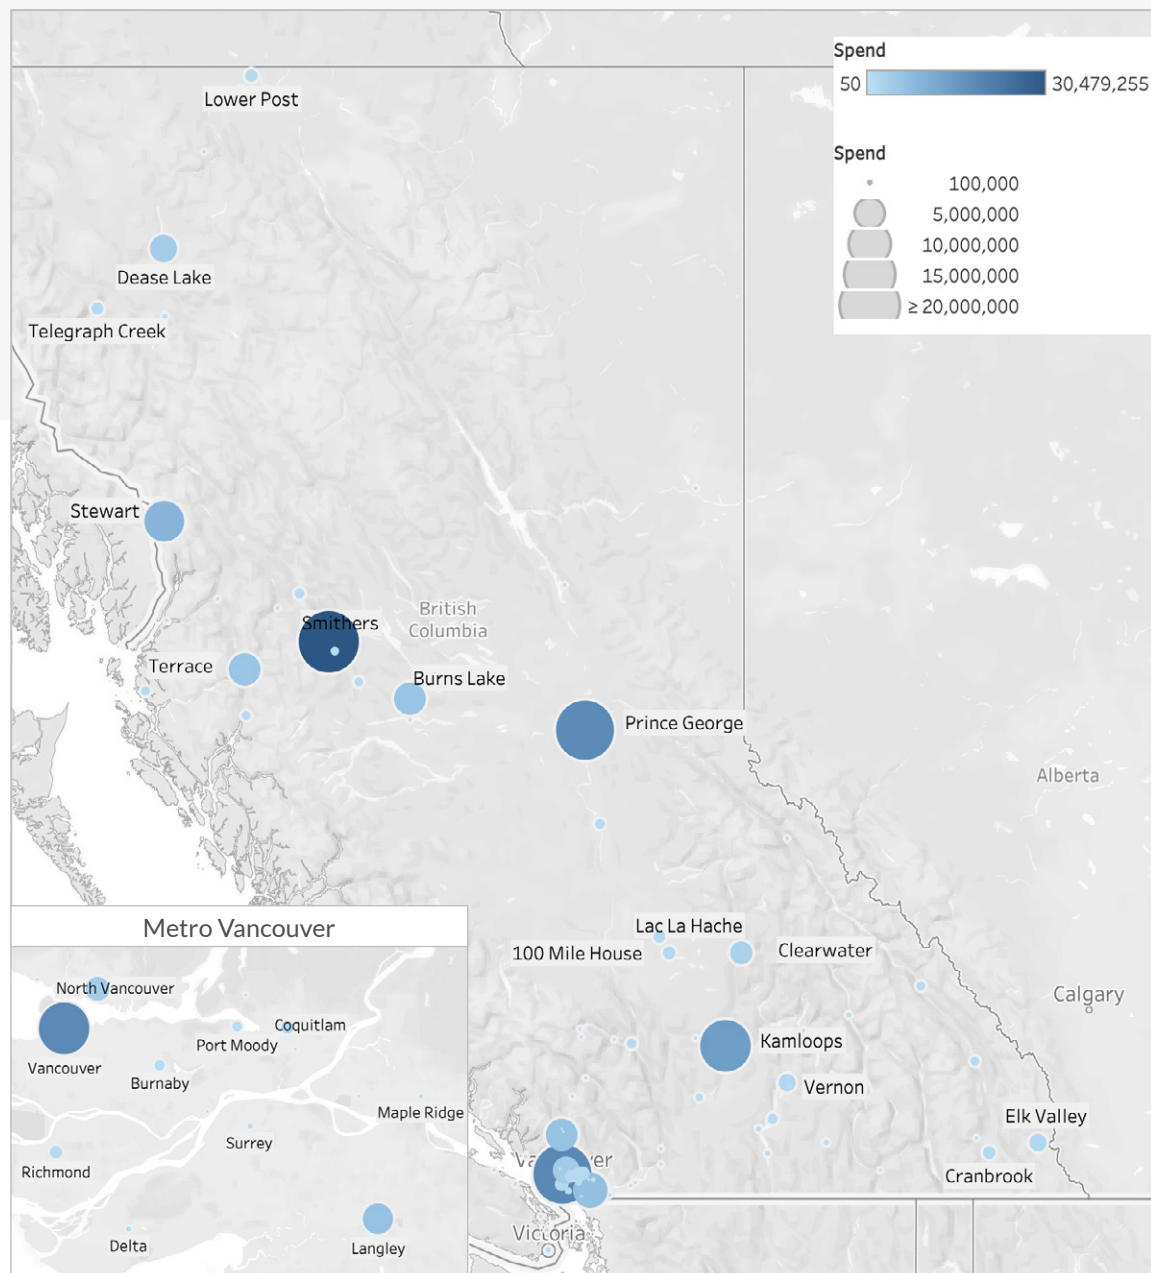 Spend
50
30,479,255
Spend
100,000
5,000,000
10,000,000
15,000,000
≥ 20,000,000
Lower Post
Dease Lake
Telegraph Creek
Stewart
British
Columbia
Smithers
Terrace
Burns Lake
Prince George
Alberta
Lac La Hache
100 Mile House
Clearwater
Calgary
Kamloops
Vernon
Elk Valley
Cranbrook
Victoria
Metro Vancouver
North Vancouver
Coquitlam
Port Moody
Vancouver
Burnaby
Maple Ridge
Surrey
Richmond
Delta
Langley